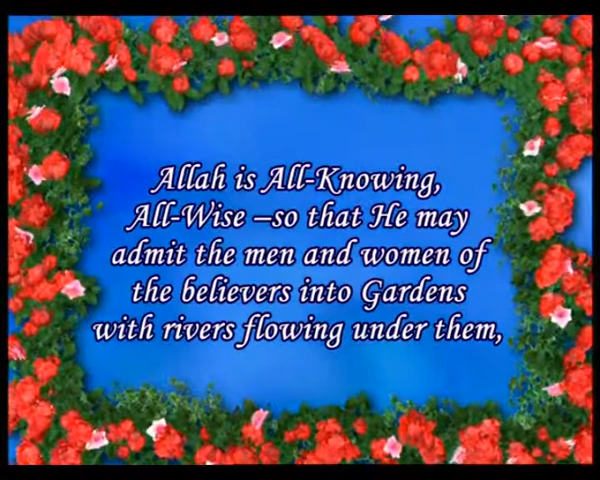 Allah is All-Knowing,
All-Wise –so that He may
admit the men and women of
the believers into Gardens
with rivers flowing under them,